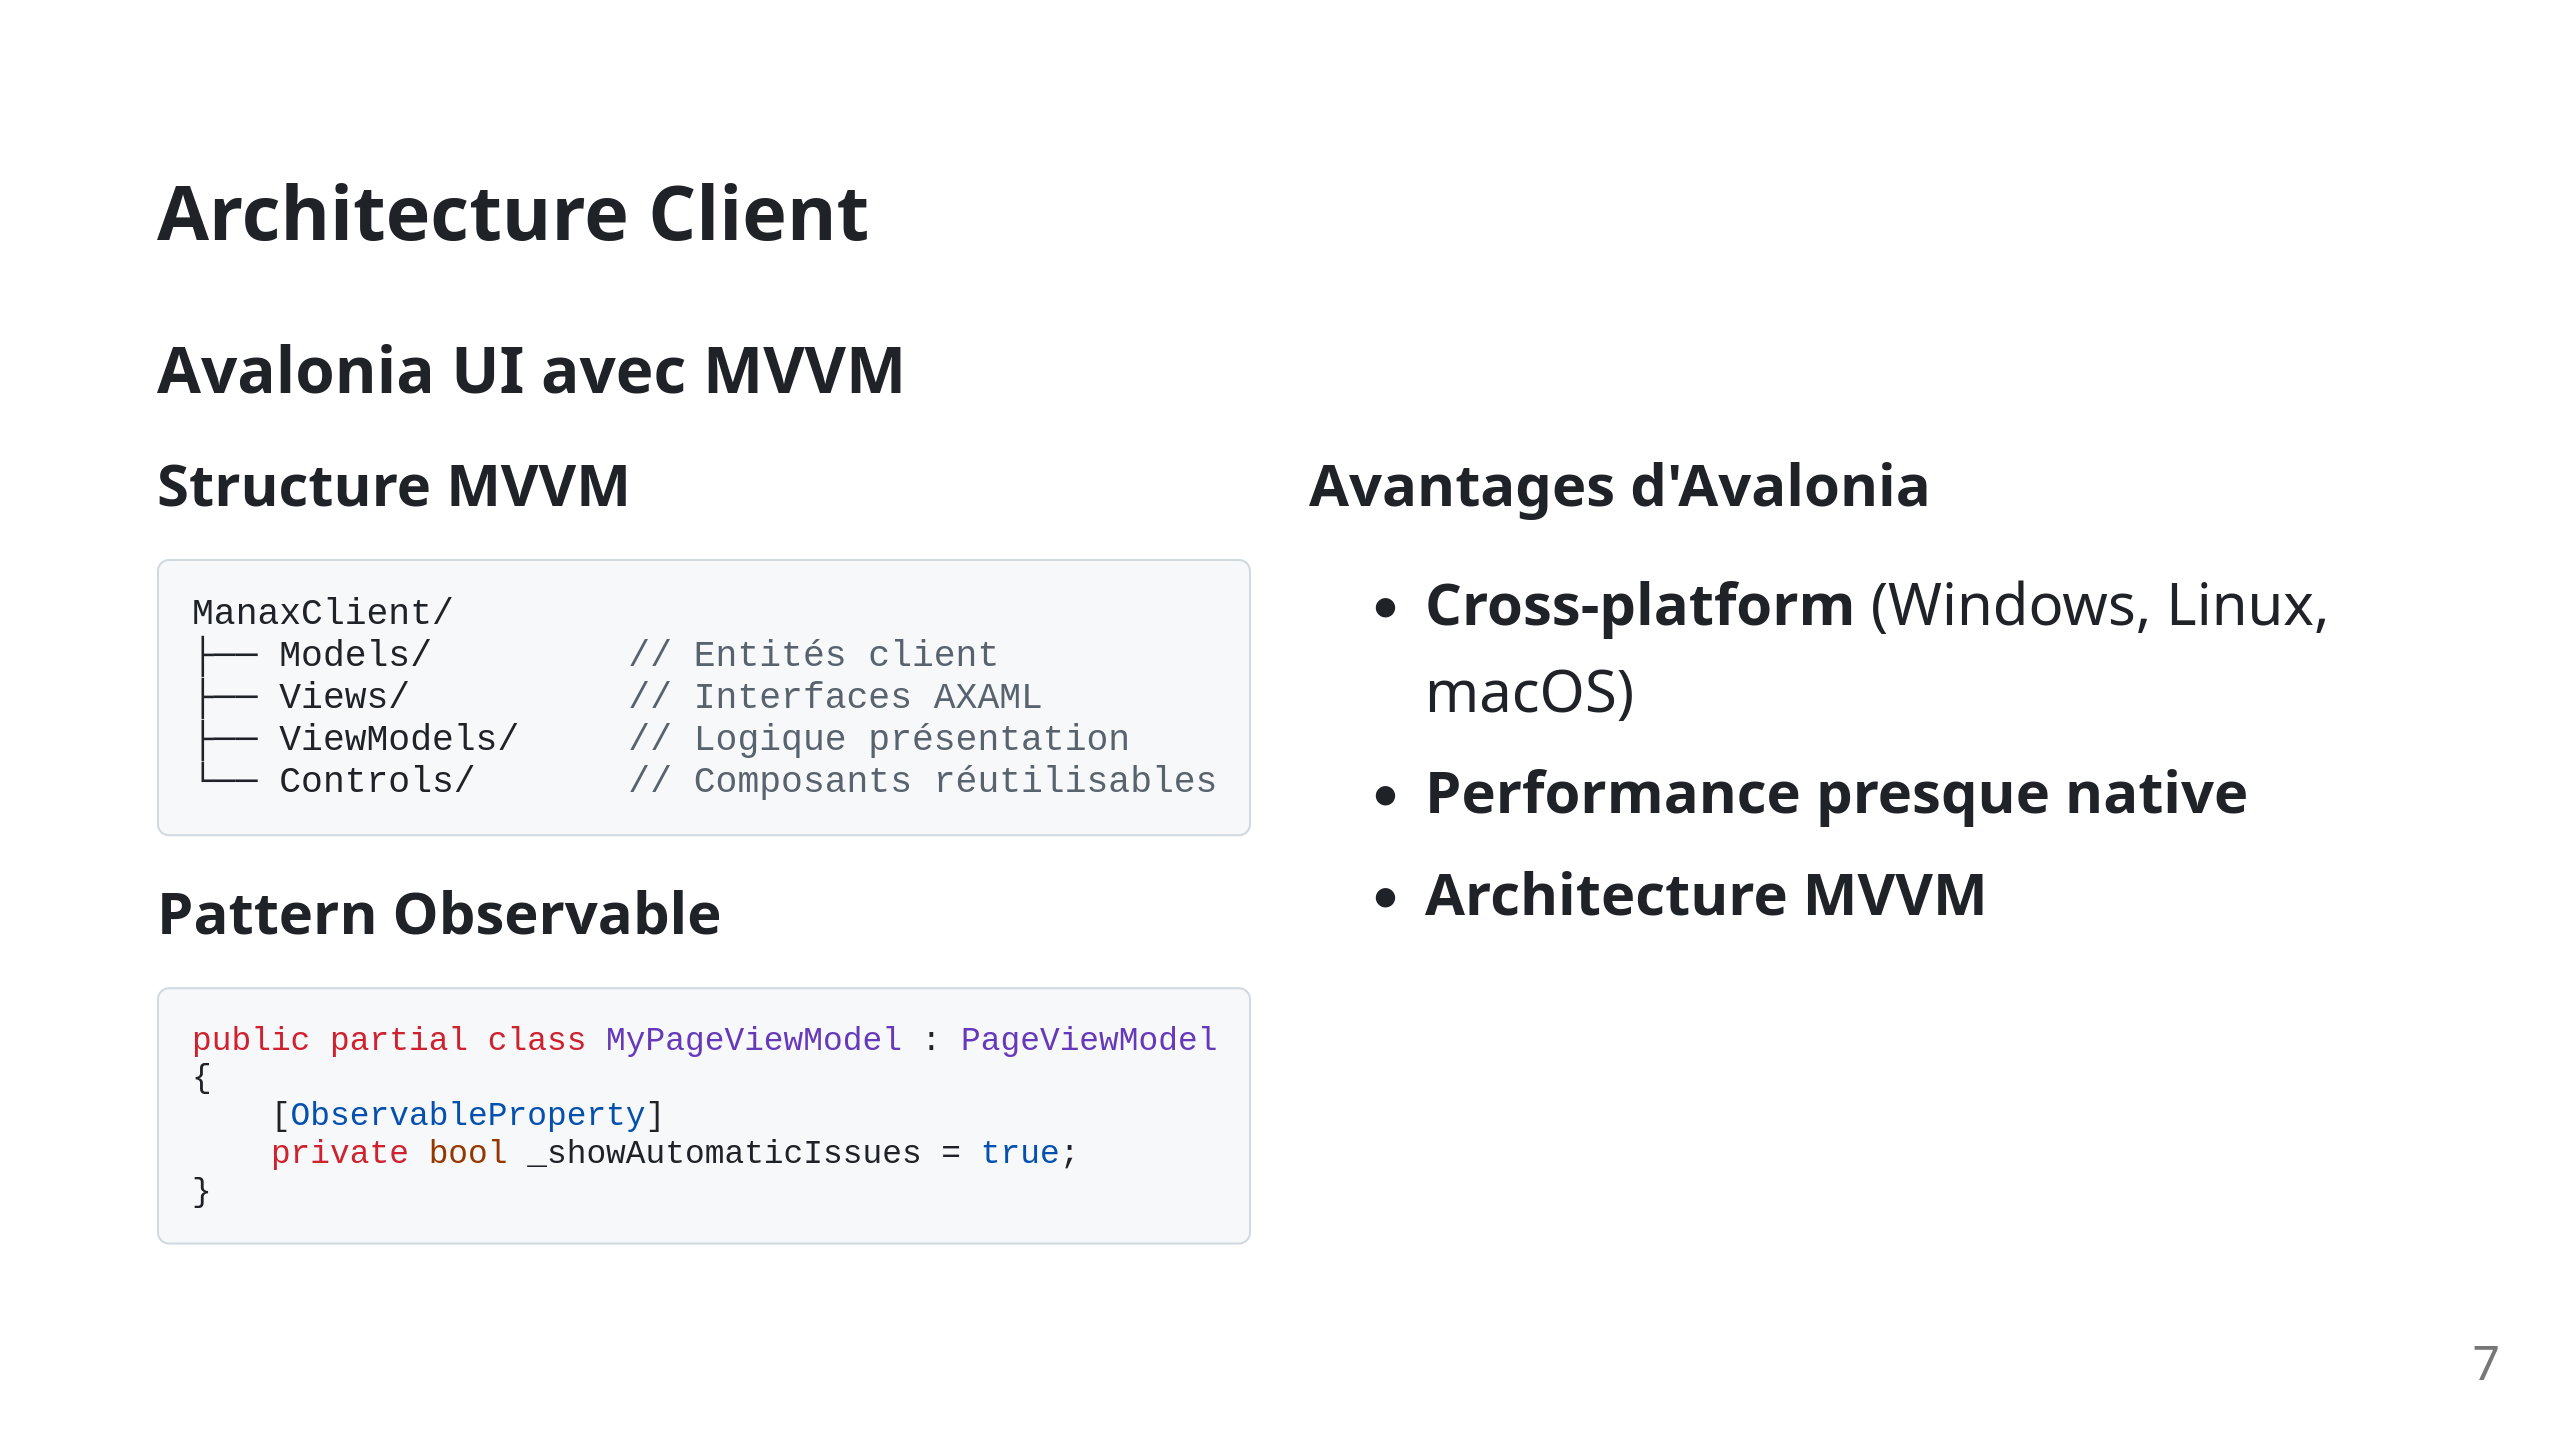 Architecture Client
Avalonia UI avec MVVM
Structure MVVM
ManaxClient/
├── Models/         // Entités client
├── Views/          // Interfaces AXAML
├── ViewModels/     // Logique présentation
└── Controls/       // Composants réutilisables
Pattern Observable
public partial class MyPageViewModel : PageViewModel
{
    [ObservableProperty]
    private bool _showAutomaticIssues = true;
}
Avantages d'Avalonia
• Cross-platform (Windows, Linux,
macOS)
• Performance presque native
• Architecture MVVM
7